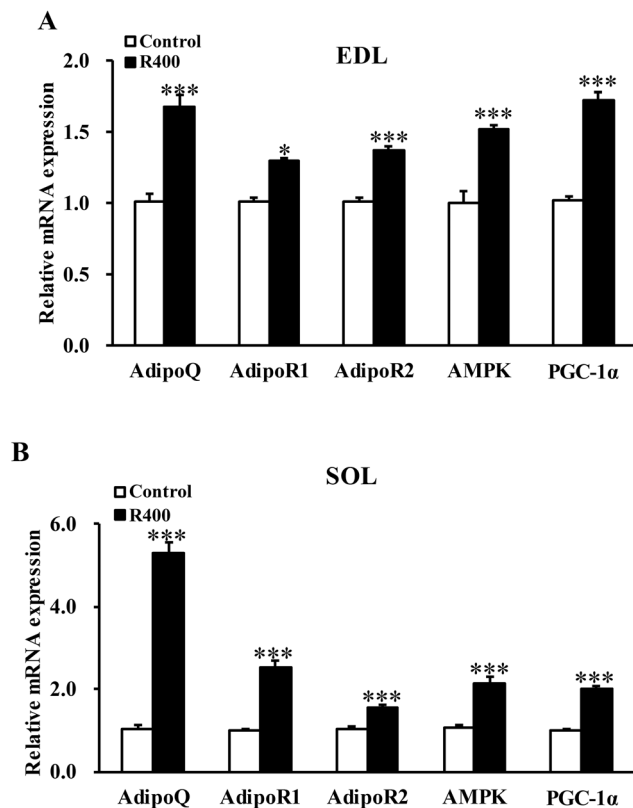 A
Control
R400
EDL
Relative mRNA expression
2.0
1.5
1.0
0.5
0.0
***
*
***
***
***
AdipoQ AdipoR1 AdipoR2 AMPK PGC-1α
B
SOL
Control
R400
Relative mRNA expression
6.0
4.0
2.0
0.0
***
***
***
***
***
AdipoQ AdipoR1 AdipoR2 AMPK PGC-1α